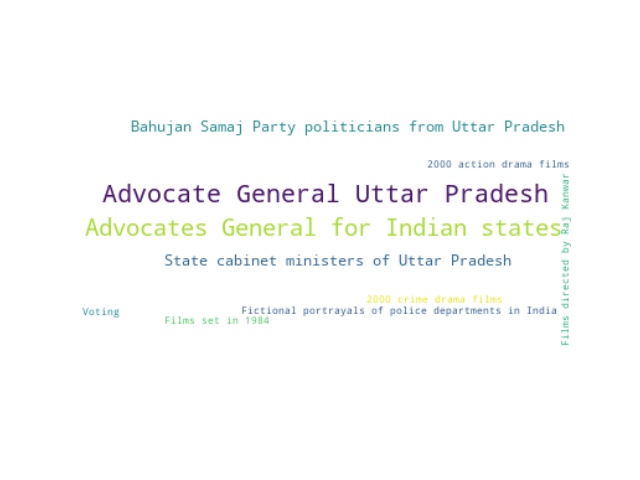 Bahujan Samaj Party politicians from Uttar Pradesh
2000 action drama films
Advocate General Uttar Pradesh
Advocates General for Indian states
Films directed by Raj Kanwar
State cabinet ministers of Uttar Pradesh
2000 crime drama films
Voting
Fictional portrayals of police departments in India
Films set in 1984